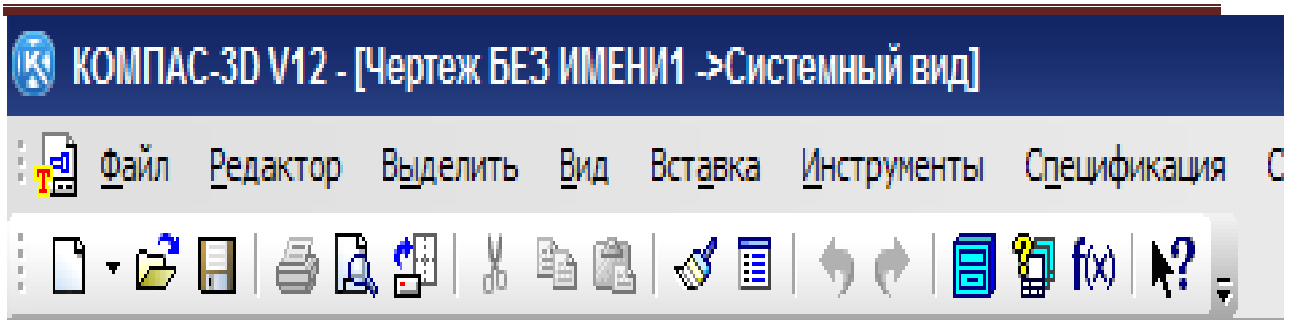 КОМПАС-3D V12 - [Чертеж БЕЗ ИМЕНИ1 ->Системный вид]
Файл Редактор Выделить Вид Вставка Инструменты Спецификация С
f(x) ?